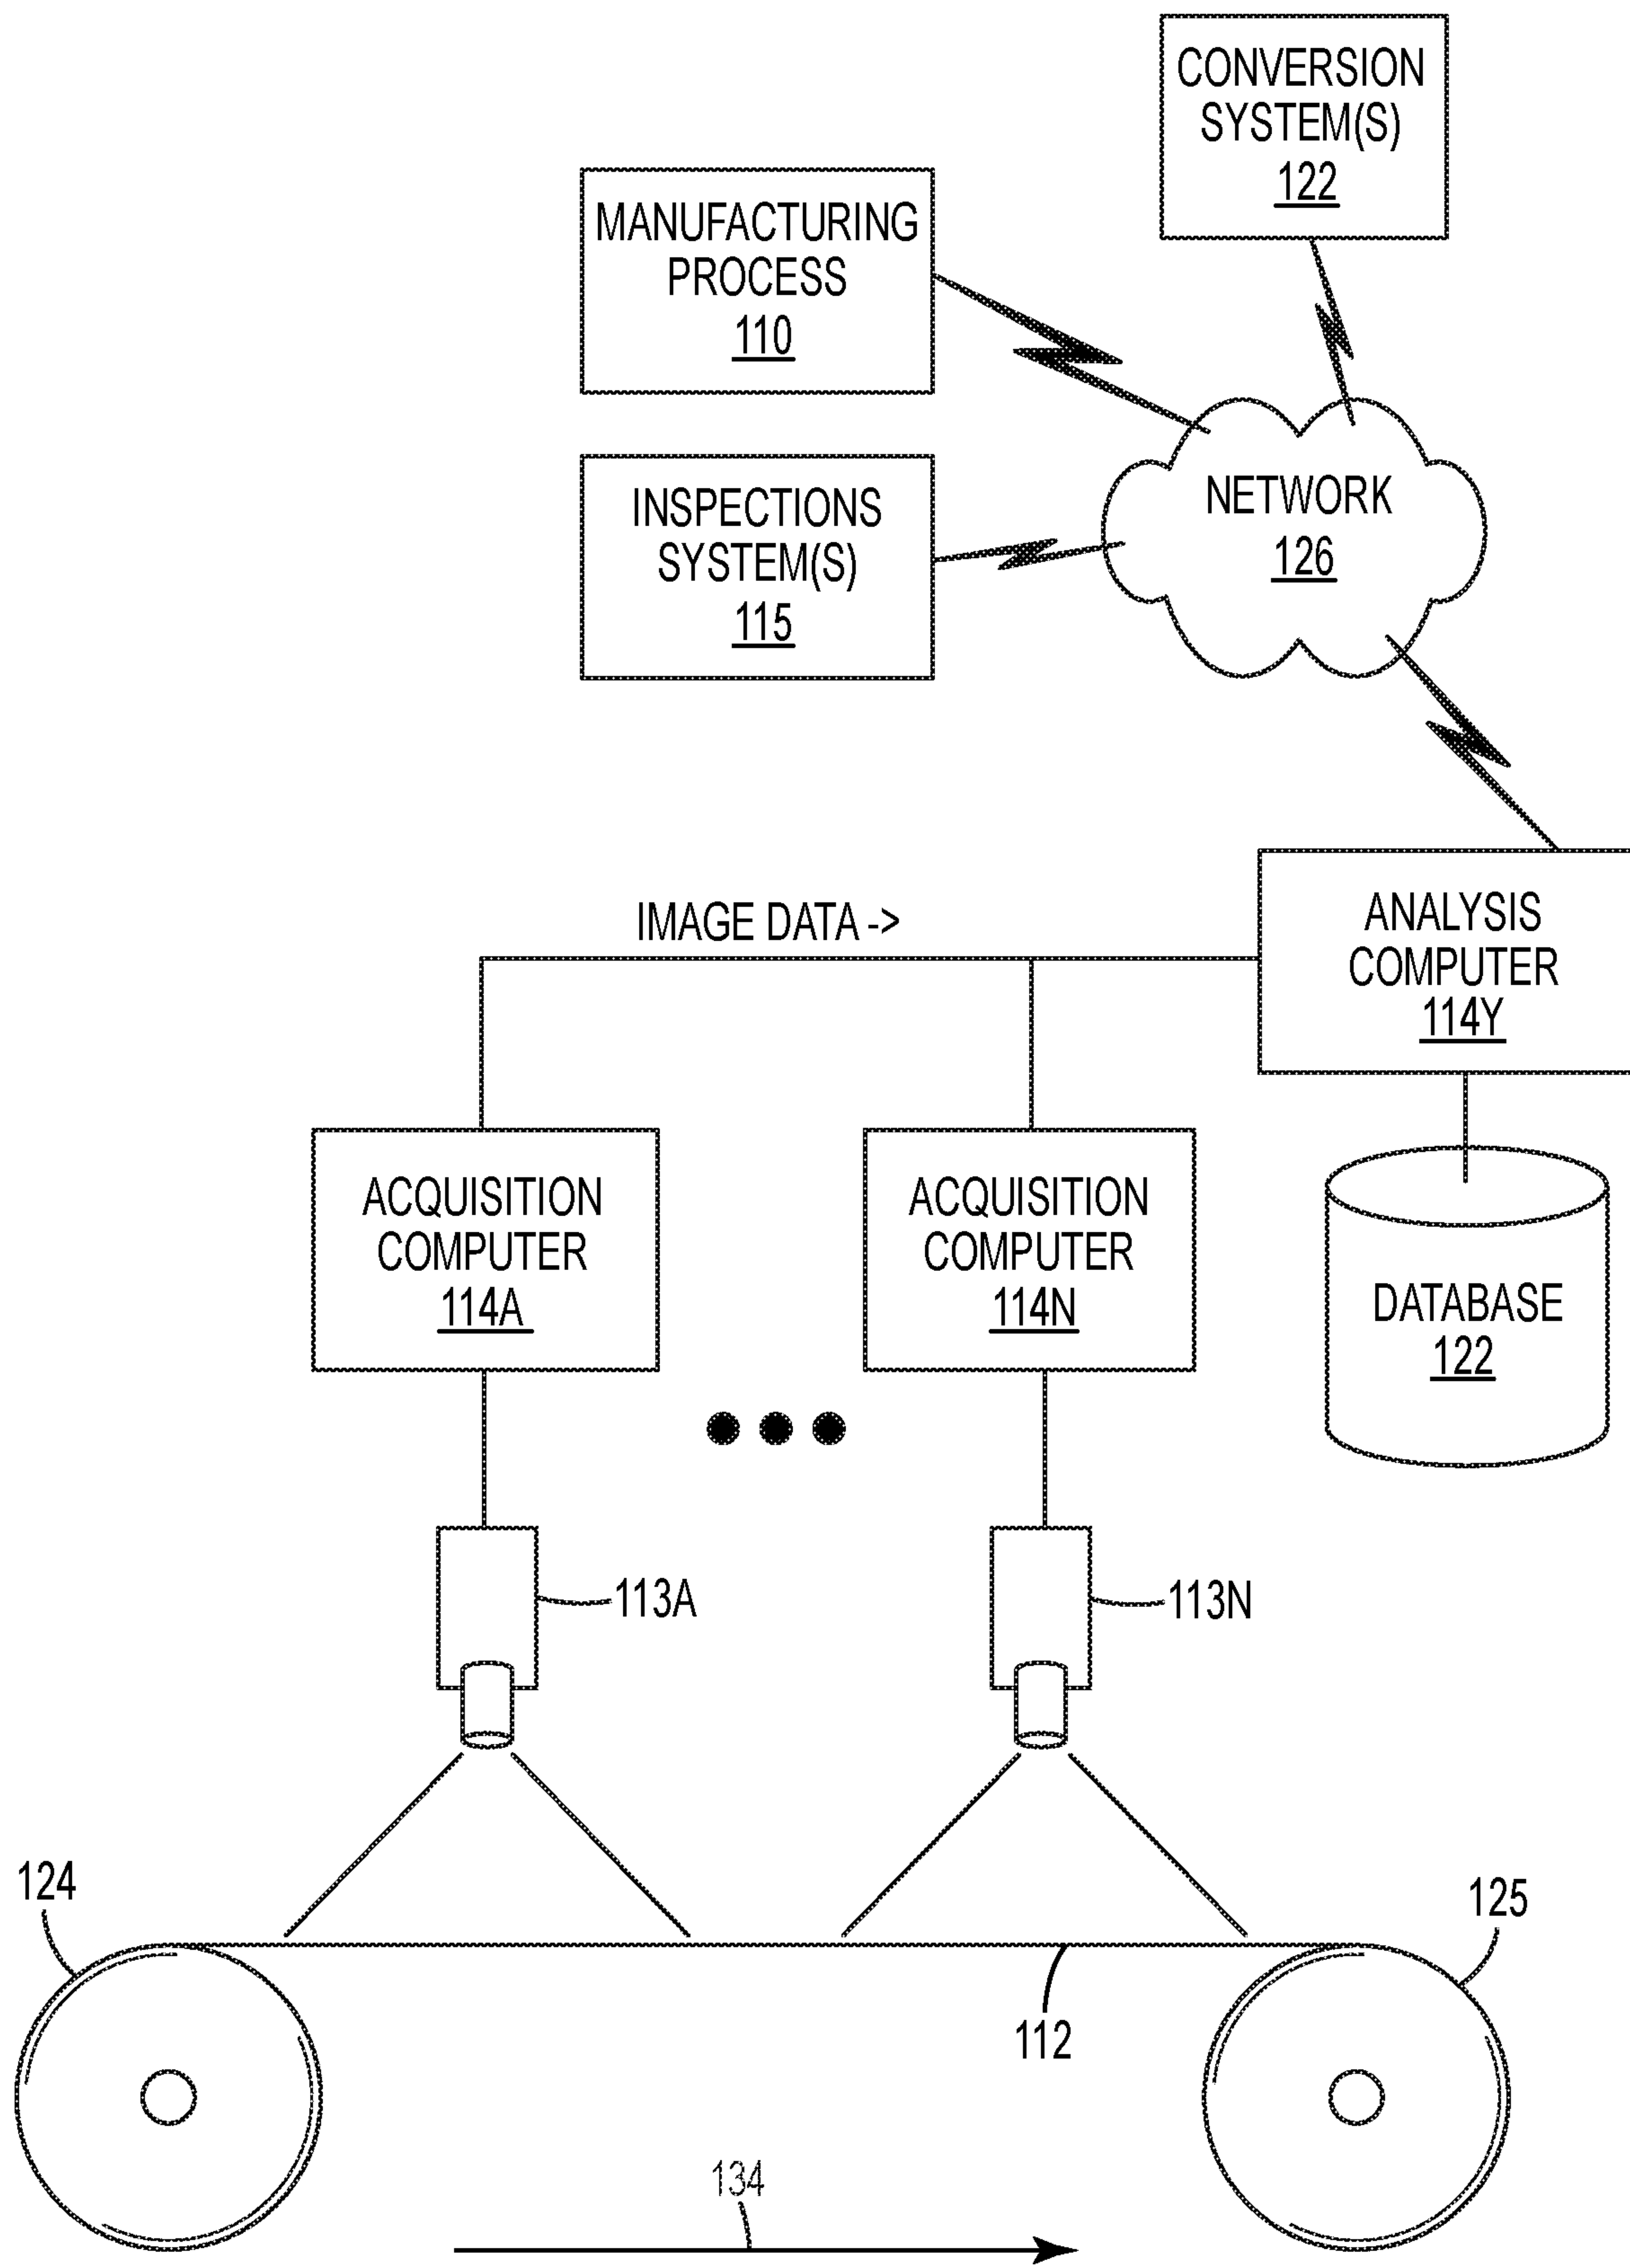 CONVERSION
SYSTEM(S)
122
MANUFACTURING
PROCESS
110
INSPECTIONS
SYSTEM(S)
115
NETWORK
126
IMAGE DATA ->
ANALYSIS
COMPUTER
114Y
ACQUISITION
COMPUTER
114A
ACQUISITION
COMPUTER
114N
DATABASE
122
113A
113N
124
125
112
134